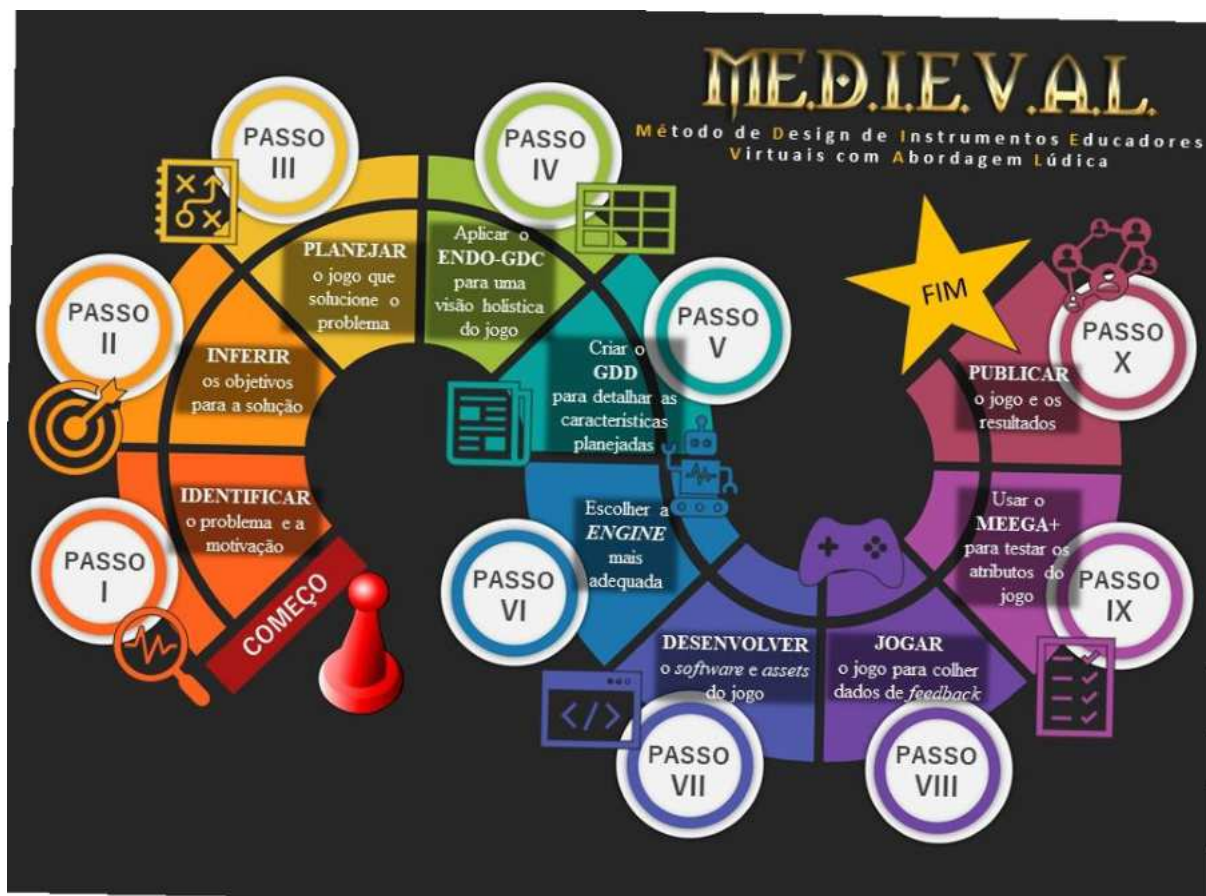 M.E.D.I.E.V.A.L.
Método de Design de Instrumentos Educadores
Virtuais com Abordagem Lúdica
COMEÇO
PASSO
I
IDENTIFICAR
o problema e a
motivação
PASSO
II
INFERIR
os objetivos
para a solução
PASSO
III
PLANEJAR
o jogo que
solucione o
problema
PASSO
IV
Aplicar o
ENDO-GDC
para uma
visão holística
do jogo
PASSO
V
Criar o
GDD
para detalhar as
características
planejadas
PASSO
VI
Escolher a
ENGINE
mais
adequada
PASSO
VII
DESENVOLVER
o software e assets
do jogo
PASSO
VIII
JOGAR
o jogo para colher
dados de feedback
PASSO
IX
Usar o
MEEGA+
para testar os
atributos do
jogo
PASSO
X
PUBLICAR
o jogo e os
resultados
FIM